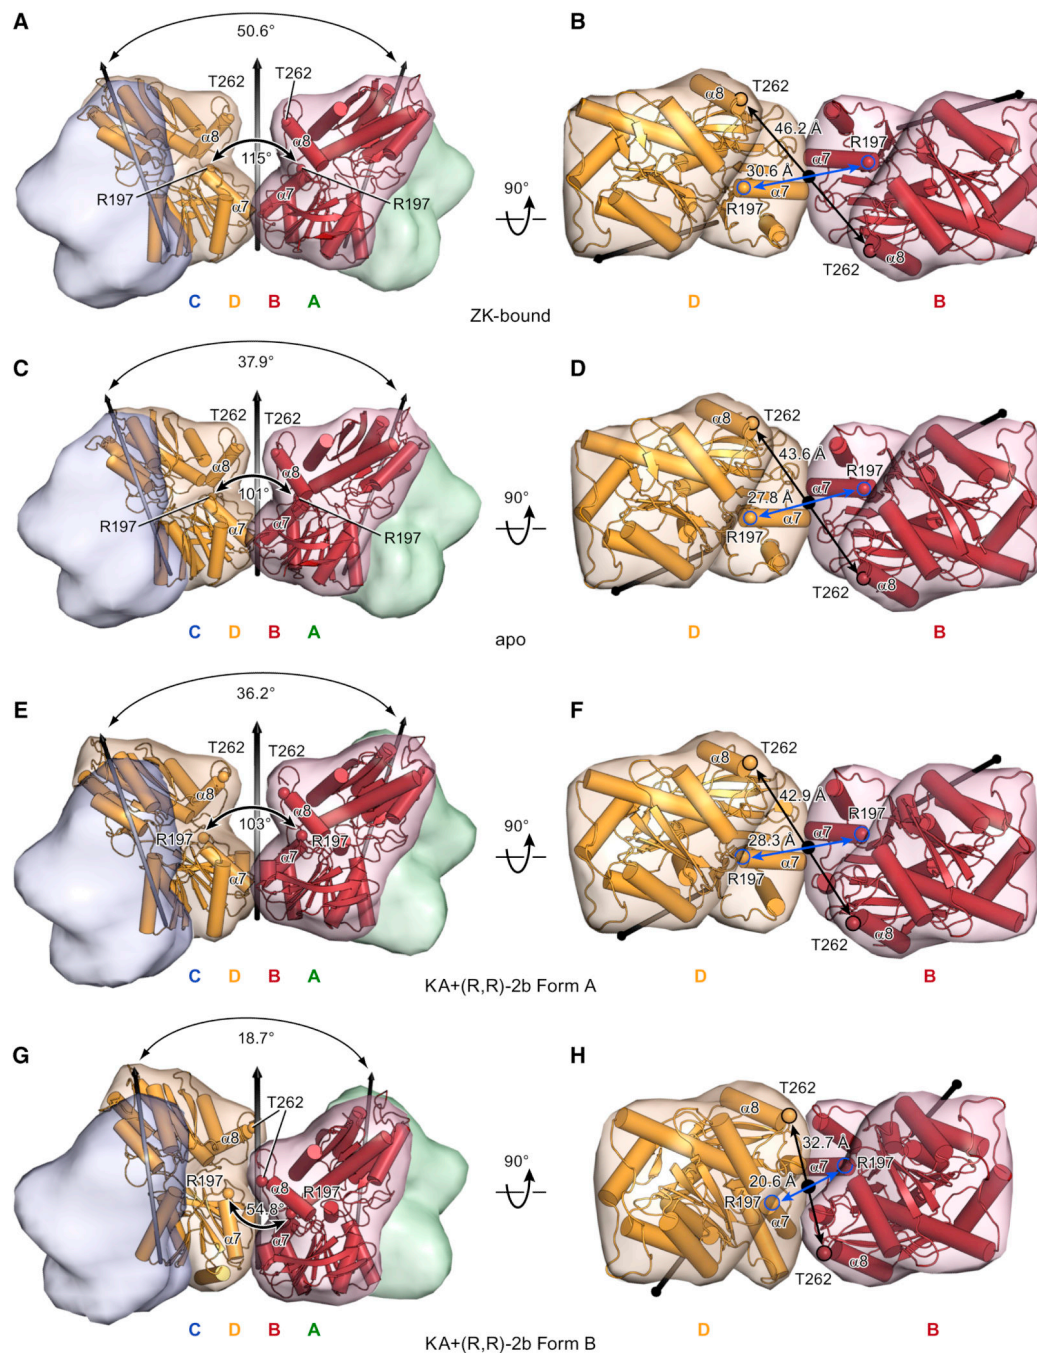 A
50.6°
T262
T262
α8
α8
115°
R197
α7
α7
R197
C D B A
90°
B
T262
α8
46.2 Å
R197
α7
30.6 Å
α7
R197
α8
T262
D B
ZK-bound
C
37.9°
T262 T262
α8
α8
101°
R197
α7
α7
R197
C D B A
90°
D
T262
α8
43.6 Å
R197
α7
27.8 Å
α7
R197
α8
T262
D B
apo
E
36.2°
T262 T262
α8
α8
103°
R197
R197
α7
α7
C D B A
90°
F
T262
α8
42.9 Å
R197
α7
28.3 Å
α7
R197
α8
T262
D B
KA+(R,R)-2b Form A
G
18.7°
T262
α8
R197
α8
R197
54.8°
α7
α7
C D B A
90°
H
T262
α8
32.7 Å
α7
R197
20.6 Å
R197
α7
α8
T262
D B
KA+(R,R)-2b Form B